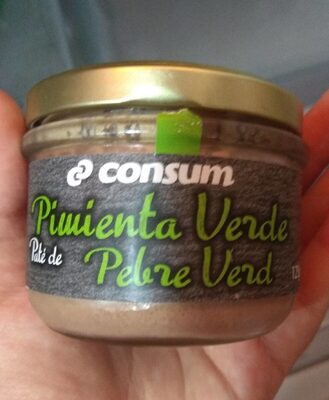 consum
Pimienta Verde
Paté de
Pebre Verd